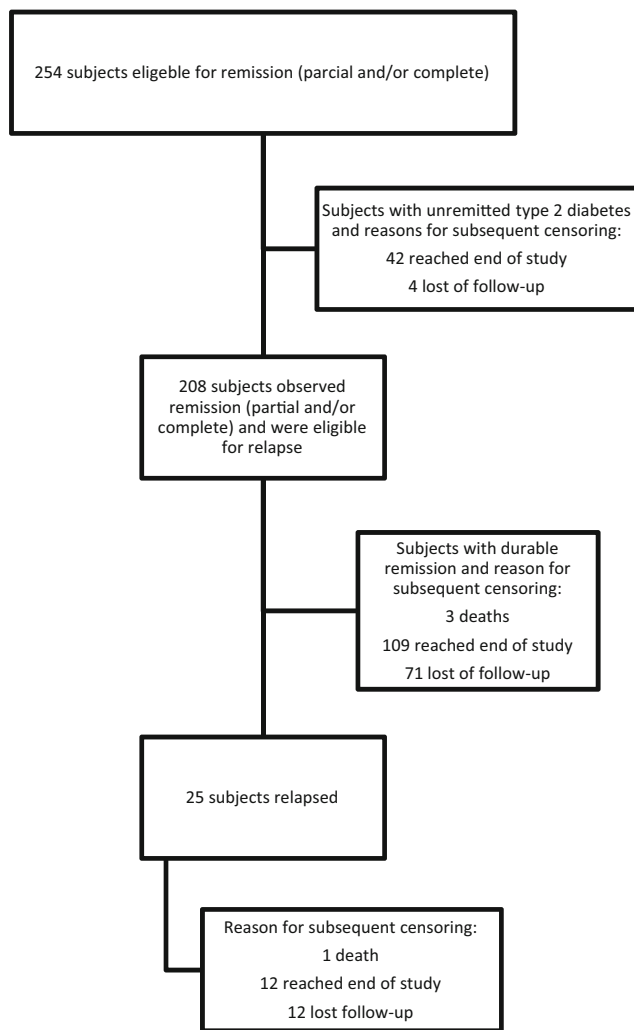 254 subjects eligeble for remission (parcial and/or complete)
Subjects with unremitted type 2 diabetes
and reasons for subsequent censoring:
42 reached end of study
4 lost of follow-up
208 subjects observed
remission (partial and/or
complete) and were eligible
for relapse
Subjects with durable
remission and reason for
subsequent censoring:
3 deaths
109 reached end of study
71 lost of follow-up
25 subjects relapsed
Reason for subsequent censoring:
1 death
12 reached end of study
12 lost follow-up